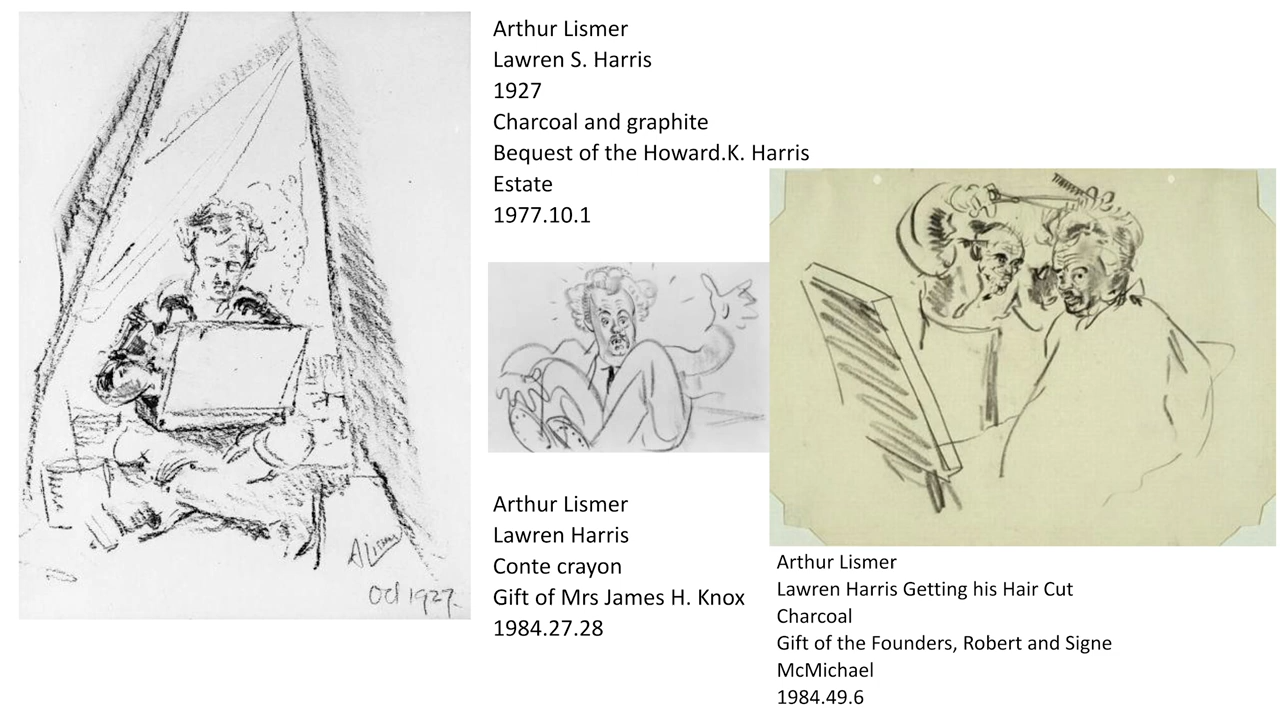 Arthur Lismer
Lawren S. Harris
1927
Charcoal and graphite
Bequest of the Howard.K. Harris
Estate
1977.10.1
A Lismer
Oct 1927
Arthur Lismer
Lawren Harris
Conte crayon
Gift of Mrs James H. Knox
1984.27.28
Arthur Lismer
Lawren Harris Getting his Hair Cut
Charcoal
Gift of the Founders, Robert and Signe
McMichael
1984.49.6